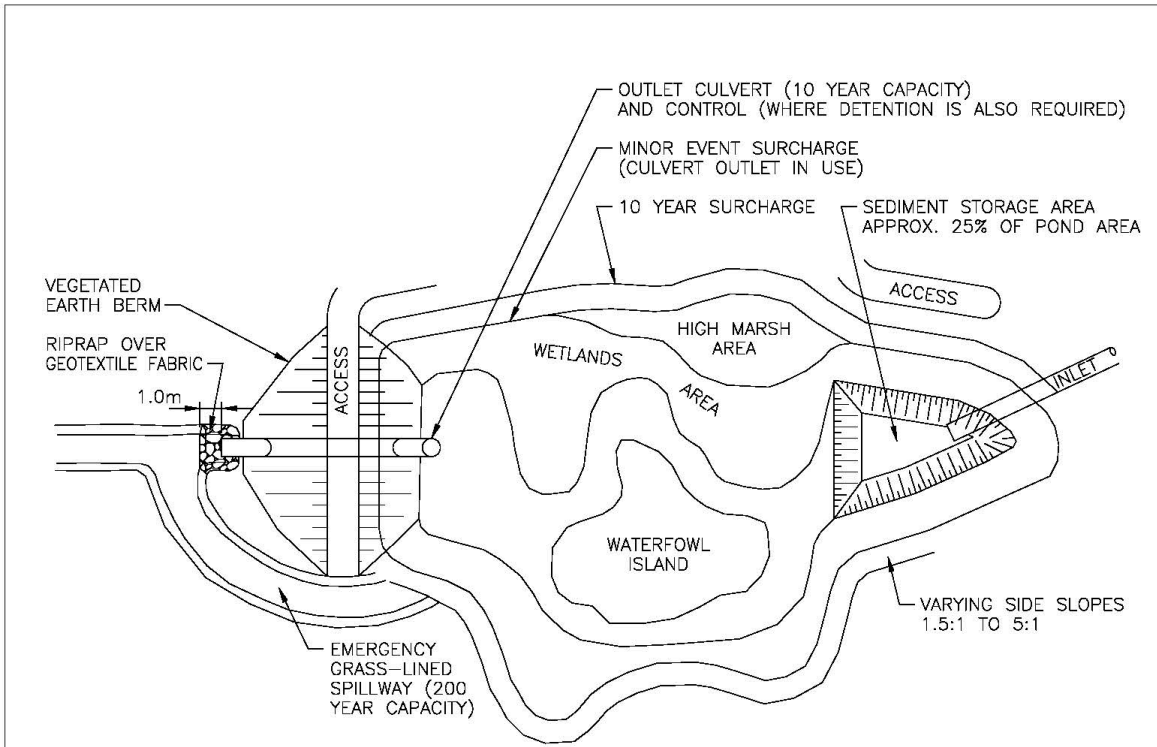 OUTLET CULVERT (10 YEAR CAPACITY)
AND CONTROL (WHERE DETENTION IS ALSO REQUIRED)
MINOR EVENT SURCHARGE
(CULVERT OUTLET IN USE)
10 YEAR SURCHARGE
SEDIMENT STORAGE AREA
APPROX. 25% OF POND AREA
VEGETATED
EARTH BERM
RIPRAP OVER
GEOTEXTILE FABRIC
1.0m
ACCESS
ACCESS
HIGH MARSH
AREA
WETLANDS
AREA
INLET
WATERFOWL
ISLAND
VARYING SIDE SLOPES
1.5:1 TO 5:1
EMERGENCY
GRASS-LINED
SPILLWAY (200
YEAR CAPACITY)